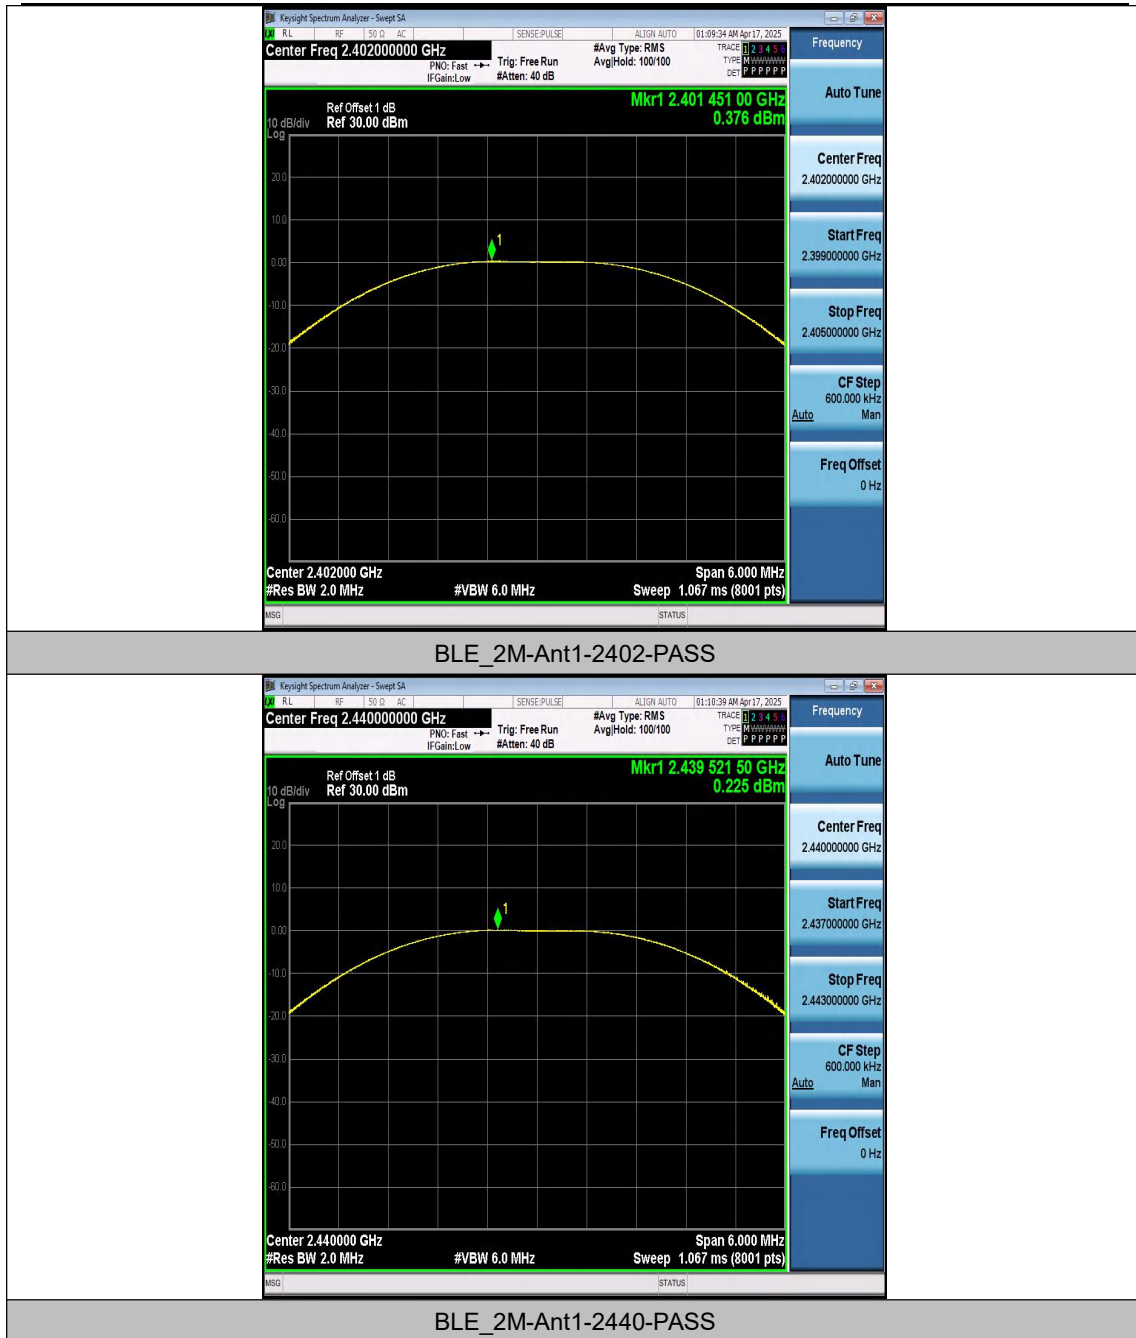 Keysight Spectrum Analyzer - Swept SA
RL RF 50 Ω AC SENSE:PULSE ALIGN AUTO 01:09:34 AM Apr 17, 2025
Center Freq 2.402000000 GHz
PNO: Fast
IFGain:Low
Trig: Free Run
#Atten: 40 dB
#Avg Type: RMS
Avg|Hold: 100/100
TRACE 1 2 3 4 5 6
TYPE M WWWWW
DET P P P P P P
Frequency
Ref Offset 1 dB
10 dB/div Ref 30.00 dBm
Log
Mkr1 2.401 451 00 GHz
0.376 dBm
20.0
10.0
0.00
-10.0
-20.0
-30.0
-40.0
-50.0
-60.0
1
Auto Tune
Center Freq
2.402000000 GHz
Start Freq
2.399000000 GHz
Stop Freq
2.405000000 GHz
CF Step
600.000 kHz
Auto Man
Freq Offset
0 Hz
Center 2.402000 GHz Span 6.000 MHz
#Res BW 2.0 MHz #VBW 6.0 MHz Sweep 1.067 ms (8001 pts)
MSG STATUS
BLE_2M-Ant1-2402-PASS
Keysight Spectrum Analyzer - Swept SA
RL RF 50 Ω AC SENSE:PULSE ALIGN AUTO 01:10:39 AM Apr 17, 2025
Center Freq 2.440000000 GHz
PNO: Fast
IFGain:Low
Trig: Free Run
#Atten: 40 dB
#Avg Type: RMS
Avg|Hold: 100/100
TRACE 1 2 3 4 5 6
TYPE M WWWWW
DET P P P P P P
Frequency
Ref Offset 1 dB
10 dB/div Ref 30.00 dBm
Log
Mkr1 2.439 521 50 GHz
0.225 dBm
20.0
10.0
0.00
-10.0
-20.0
-30.0
-40.0
-50.0
-60.0
1
Auto Tune
Center Freq
2.440000000 GHz
Start Freq
2.437000000 GHz
Stop Freq
2.443000000 GHz
CF Step
600.000 kHz
Auto Man
Freq Offset
0 Hz
Center 2.440000 GHz Span 6.000 MHz
#Res BW 2.0 MHz #VBW 6.0 MHz Sweep 1.067 ms (8001 pts)
MSG STATUS
BLE_2M-Ant1-2440-PASS